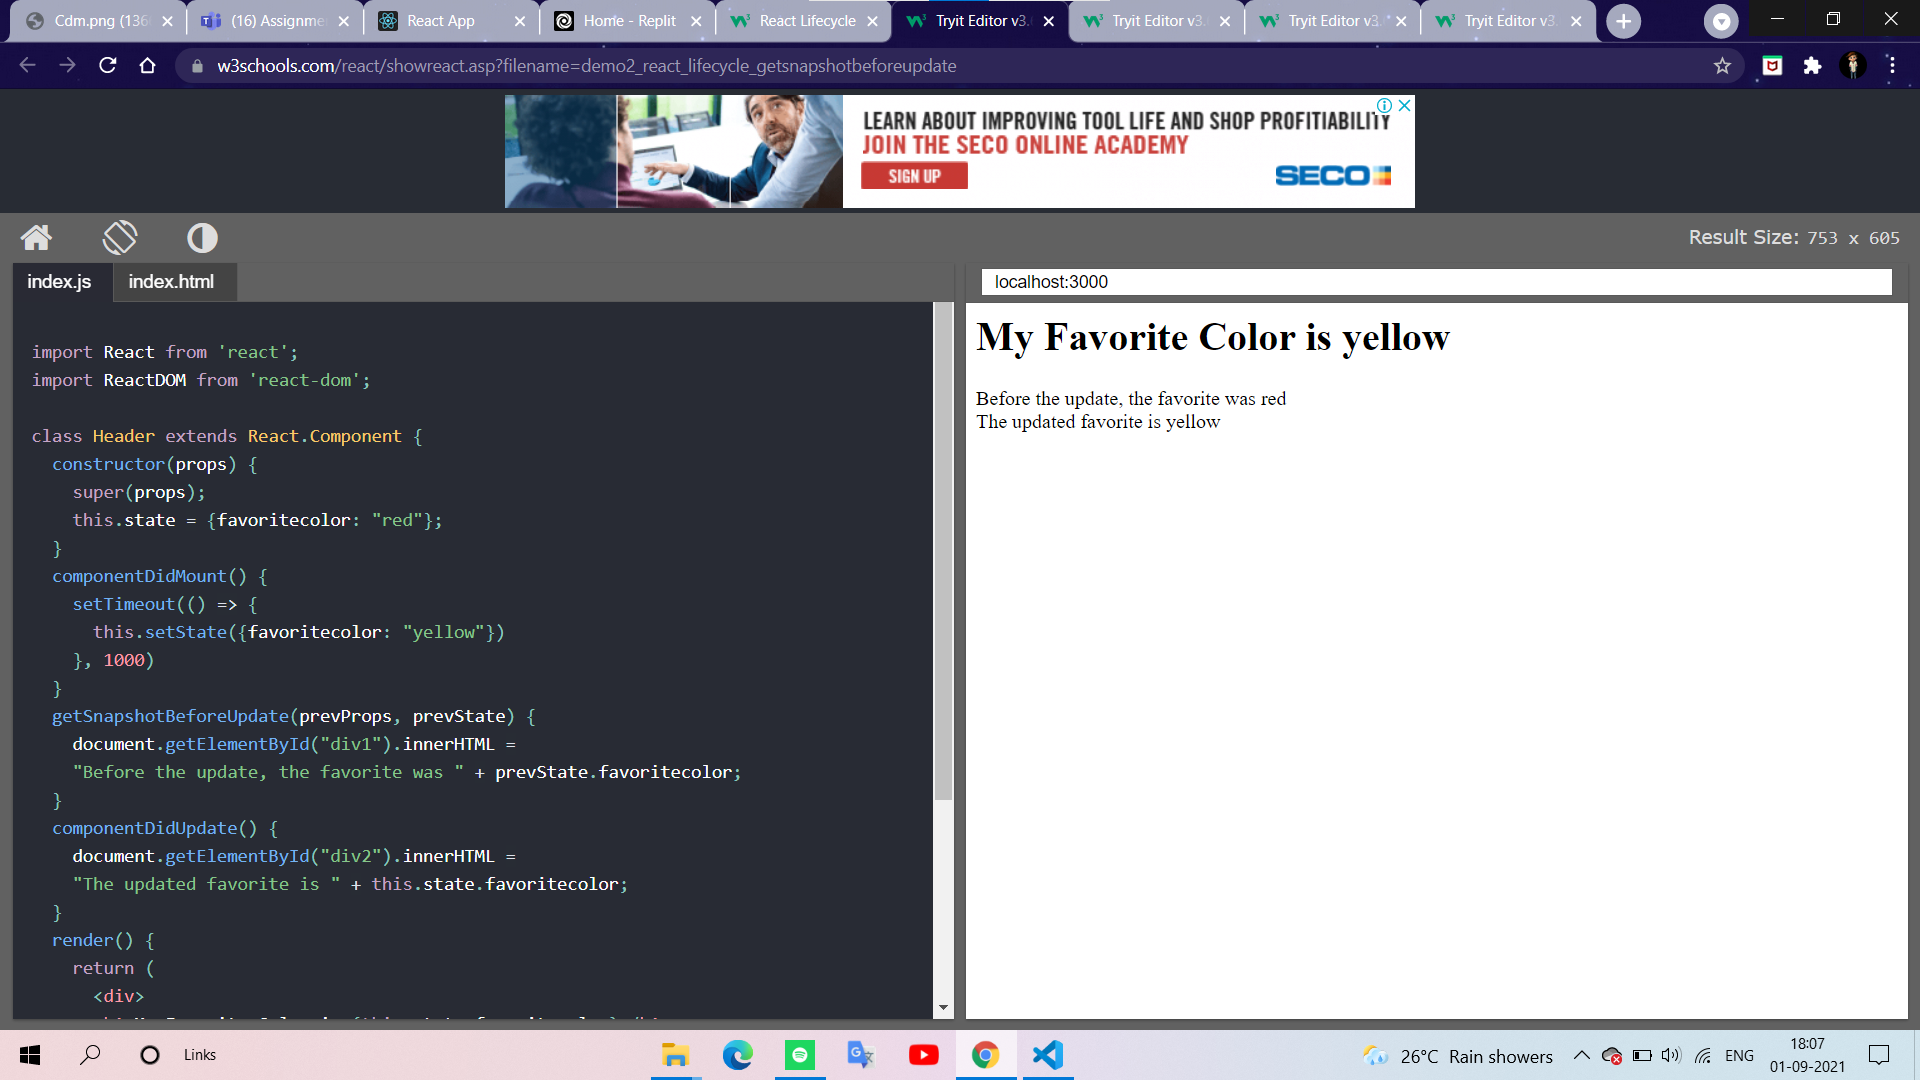 Cdm.png (136
(16) Assignme
React App
Home - Replit
React Lifecycle
Tryit Editor v3.
Tryit Editor v3.
Tryit Editor v3.
Tryit Editor v3.
w3schools.com/react/showreact.asp?filename=demo2_react_lifecycle_getsnapshotbeforeupdate
LEARN ABOUT IMPROVING TOOL LIFE AND SHOP PROFITIABILITY
JOIN THE SECO ONLINE ACADEMY
SIGN UP
SECO
Result Size: 753 x 605
index.js
index.html
localhost:3000
import React from 'react';
import ReactDOM from 'react-dom';
class Header extends React.Component {
constructor(props) {
super(props);
this.state = {favoritecolor: "red"};
}
componentDidMount() {
setTimeout(() => {
this.setState({favoritecolor: "yellow"})
}, 1000)
}
getSnapshotBeforeUpdate(prevProps, prevState) {
document.getElementById("div1").innerHTML =
"Before the update, the favorite was " + prevState.favoritecolor;
}
componentDidUpdate() {
document.getElementById("div2").innerHTML =
"The updated favorite is " + this.state.favoritecolor;
}
render() {
return (
<div>
My Favorite Color is yellow
Before the update, the favorite was red
The updated favorite is yellow
Links
26°C Rain showers
ENG
18:07
01-09-2021